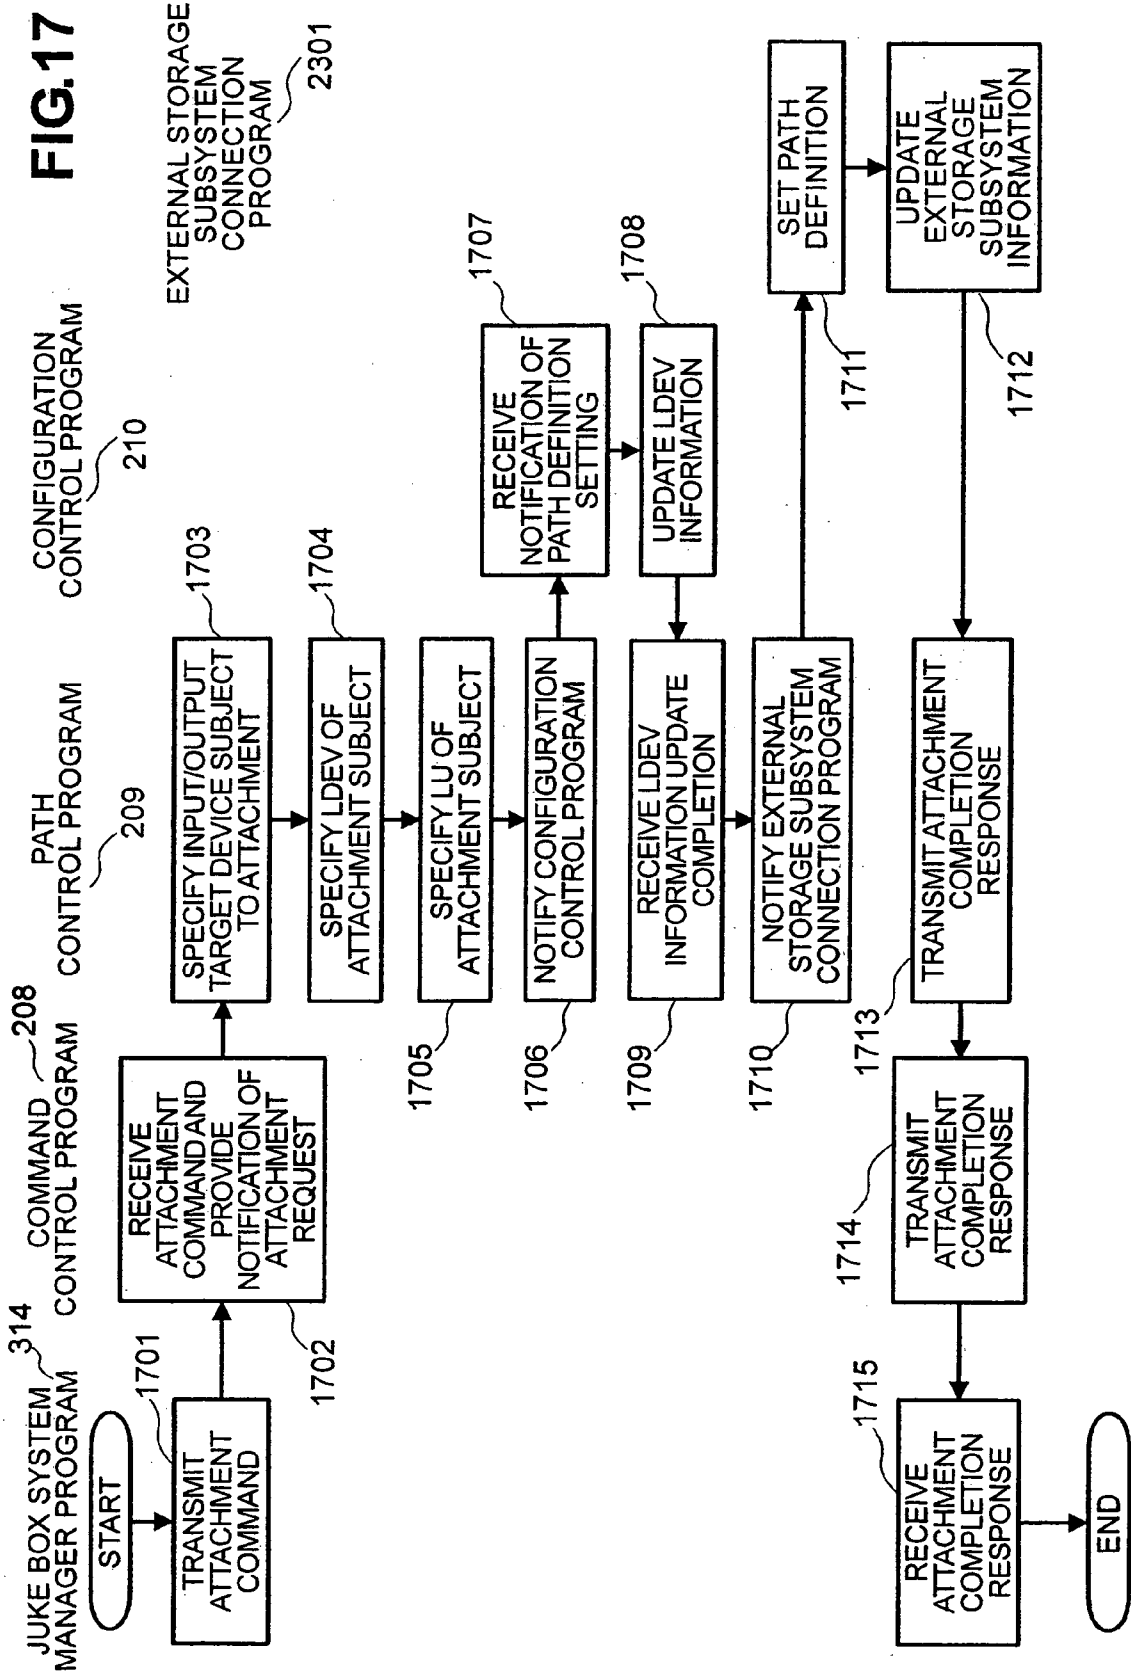 FIG.17
JUKE BOX SYSTEM
MANAGER PROGRAM
314
COMMAND
CONTROL PROGRAM
208
PATH
CONTROL PROGRAM
209
CONFIGURATION
CONTROL PROGRAM
210
EXTERNAL STORAGE
SUBSYSTEM
CONNECTION
PROGRAM
2301
START
TRANSMIT
ATTACHMENT
COMMAND
1701
RECEIVE
ATTACHMENT
COMMAND AND
PROVIDE
NOTIFICATION OF
ATTACHMENT
REQUEST
1702
SPECIFY INPUT/OUTPUT
TARGET DEVICE SUBJECT
TO ATTACHMENT
1703
SPECIFY LDEV OF
ATTACHMENT SUBJECT
1704
SPECIFY LU OF
ATTACHMENT SUBJECT
1705
NOTIFY CONFIGURATION
CONTROL PROGRAM
1706
RECEIVE
NOTIFICATION OF
PATH DEFINITION
SETTING
1707
UPDATE LDEV
INFORMATION
1708
RECEIVE LDEV
INFORMATION UPDATE
COMPLETION
1709
NOTIFY EXTERNAL
STORAGE SUBSYSTEM
CONNECTION PROGRAM
1710
SET PATH
DEFINITION
1711
UPDATE
EXTERNAL
STORAGE
SUBSYSTEM
INFORMATION
1712
TRANSMIT ATTACHMENT
COMPLETION
RESPONSE
1713
TRANSMIT
ATTACHMENT
COMPLETION
RESPONSE
1714
RECEIVE
ATTACHMENT
COMPLETION
RESPONSE
1715
END